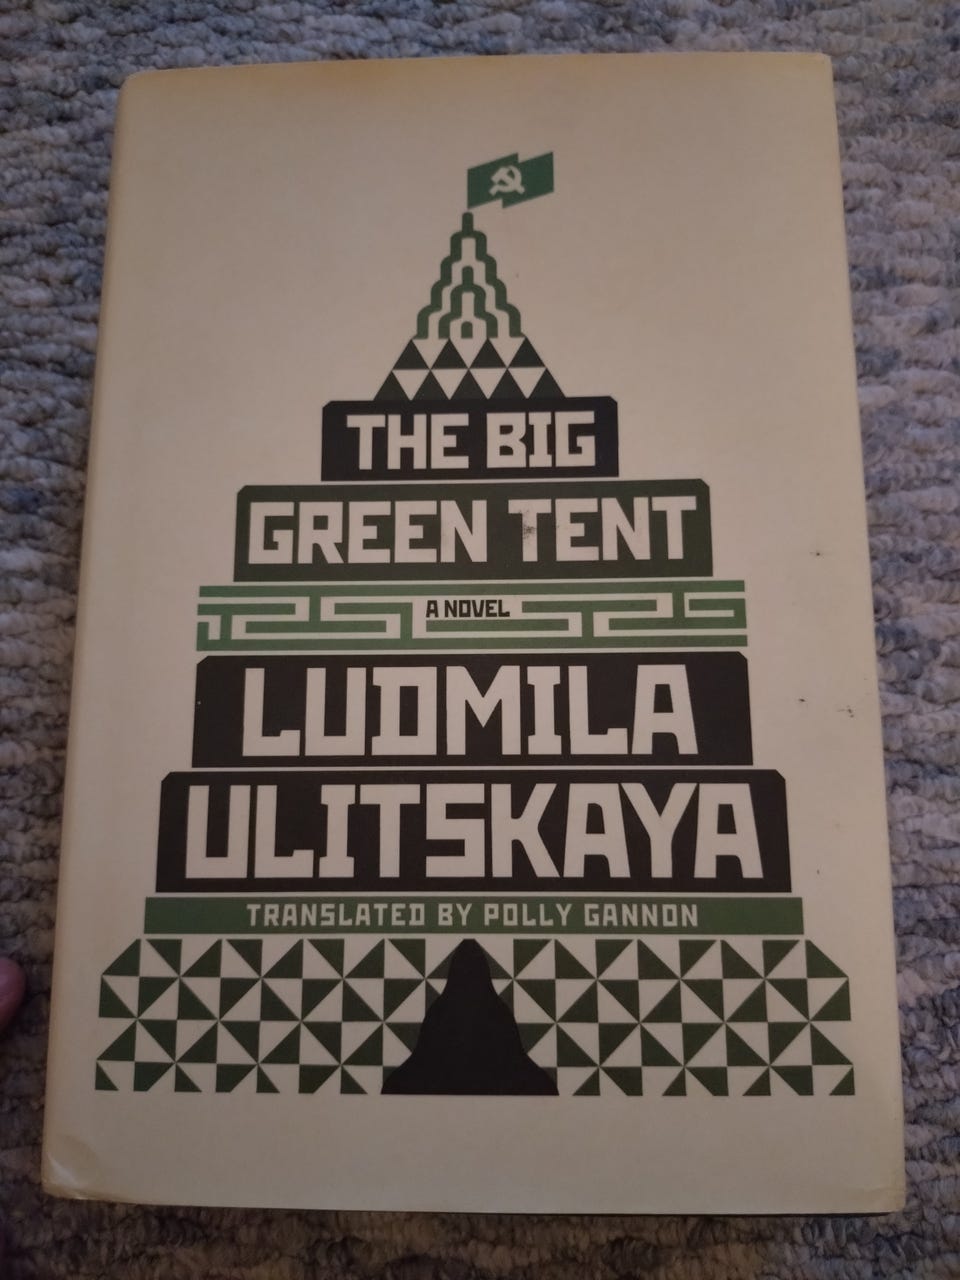 THE BIG
GREEN TENT
A NOVEL
LUDMILA
ULITSKAYA
TRANSLATED BY POLLY GANNON